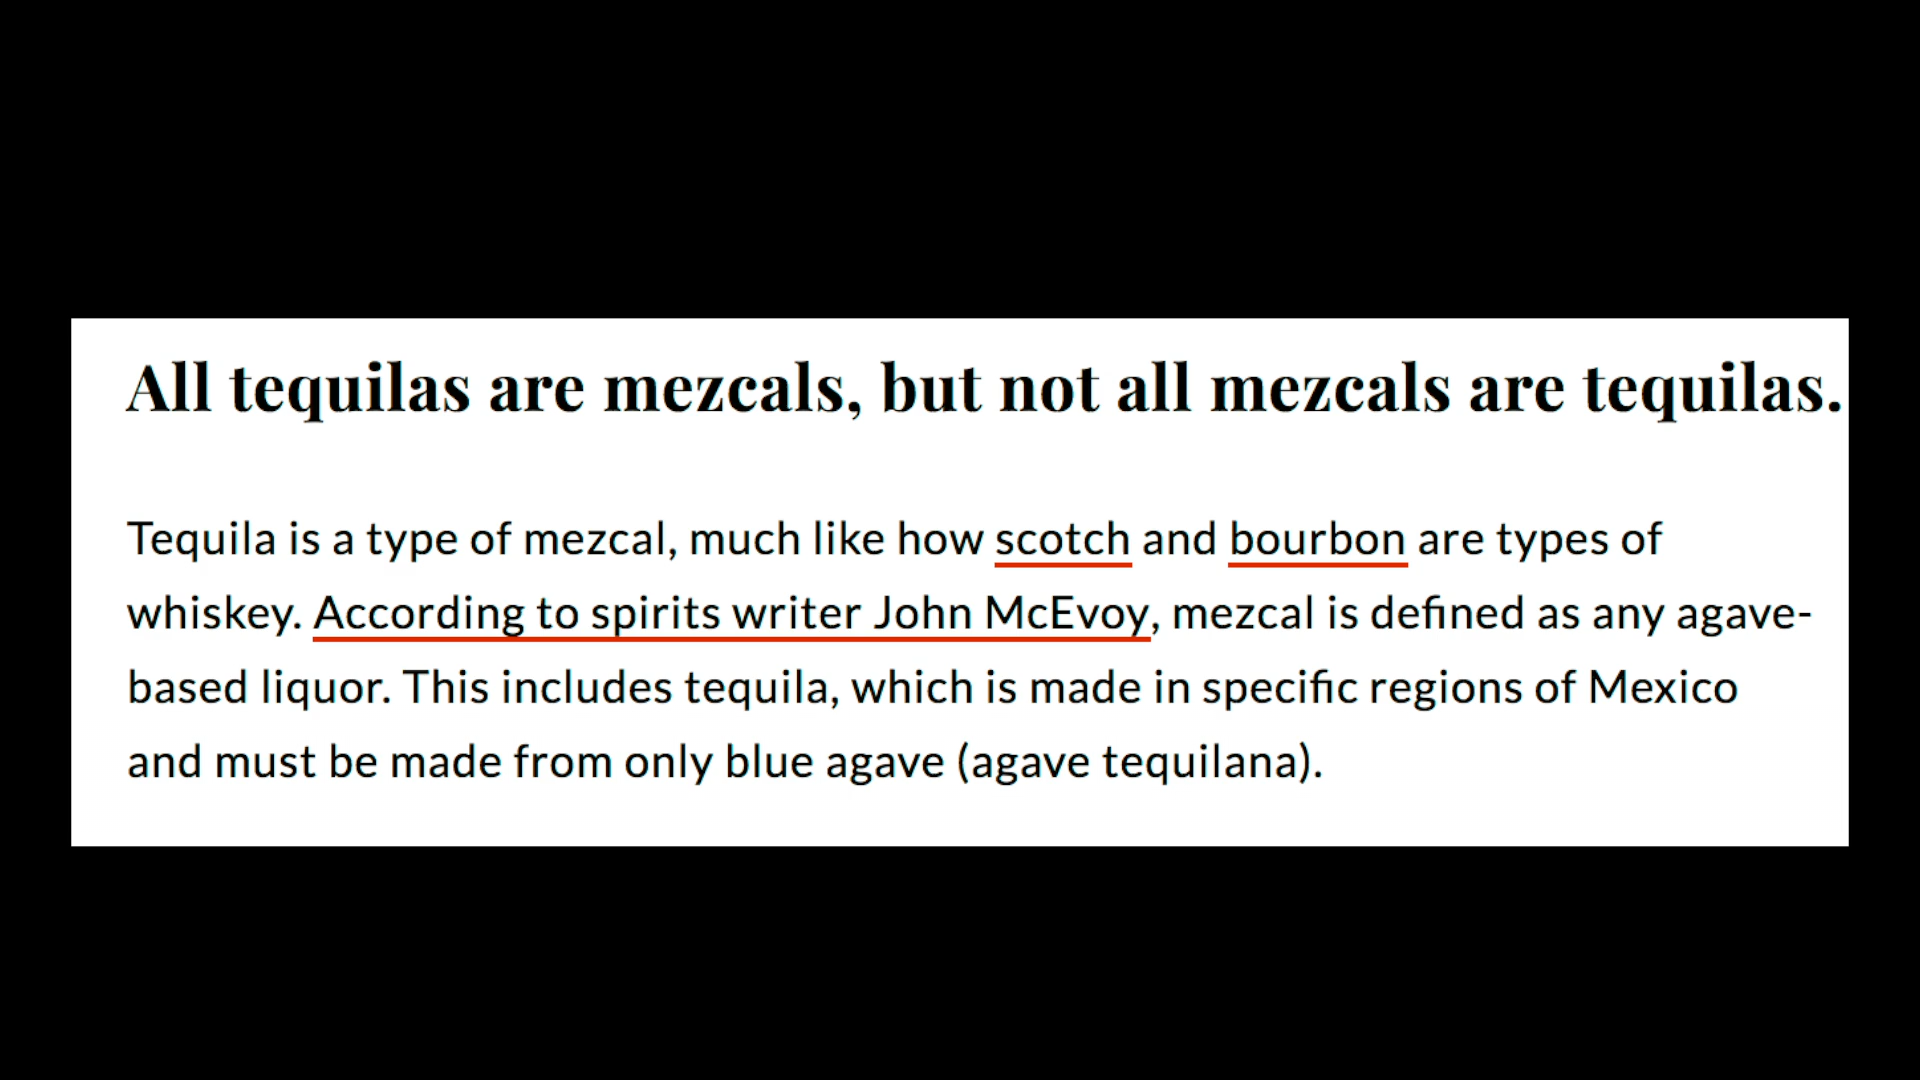 All tequilas are mezcals, but not all mezcals are tequilas.
Tequila is a type of mezcal, much like how scotch and bourbon are types of
whiskey. According to spirits writer John McEvoy, mezcal is defined as any agave-
based liquor. This includes tequila, which is made in specific regions of Mexico
and must be made from only blue agave (agave tequilana).